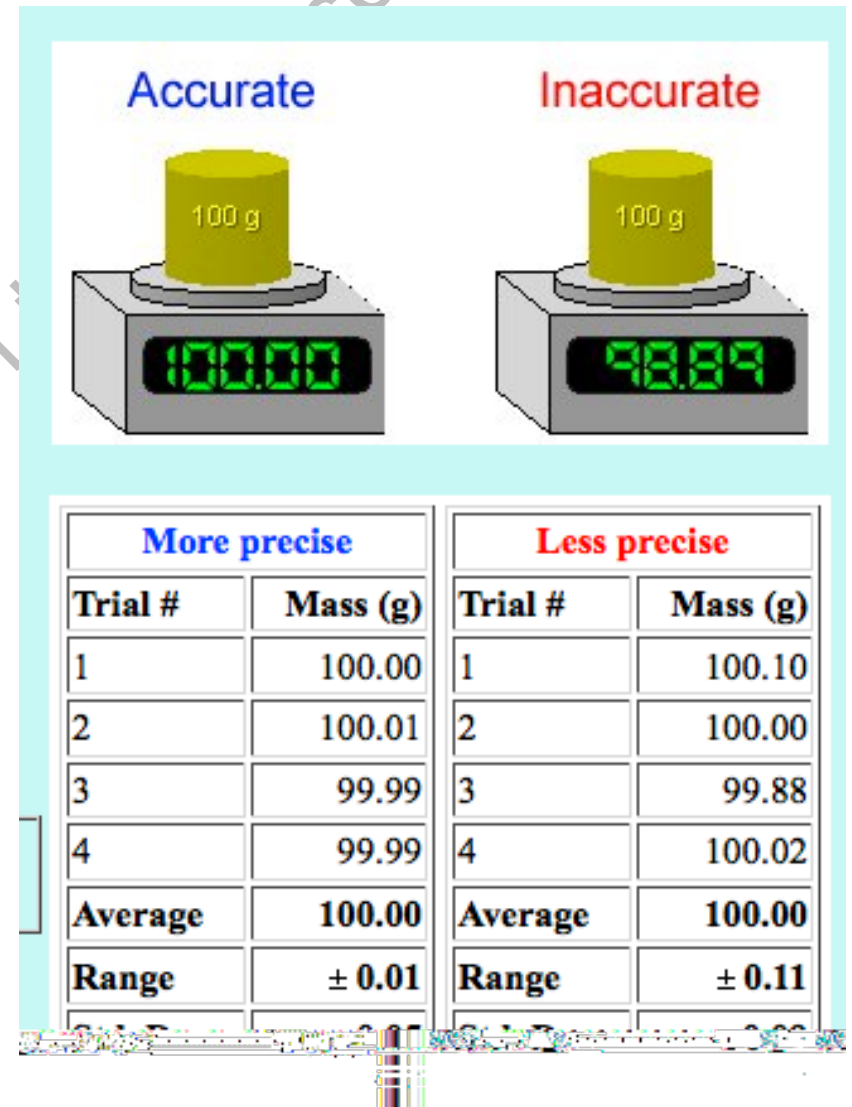 Accurate Inaccurate
100 g 100 g
100.00 98.89
More precise Less precise
Trial # Mass (g) Trial # Mass (g)
1 100.00 1 100.10
2 100.01 2 100.00
3 99.99 3 99.88
4 99.99 4 100.02
Average 100.00 Average 100.00
Range ± 0.01 Range ± 0.11